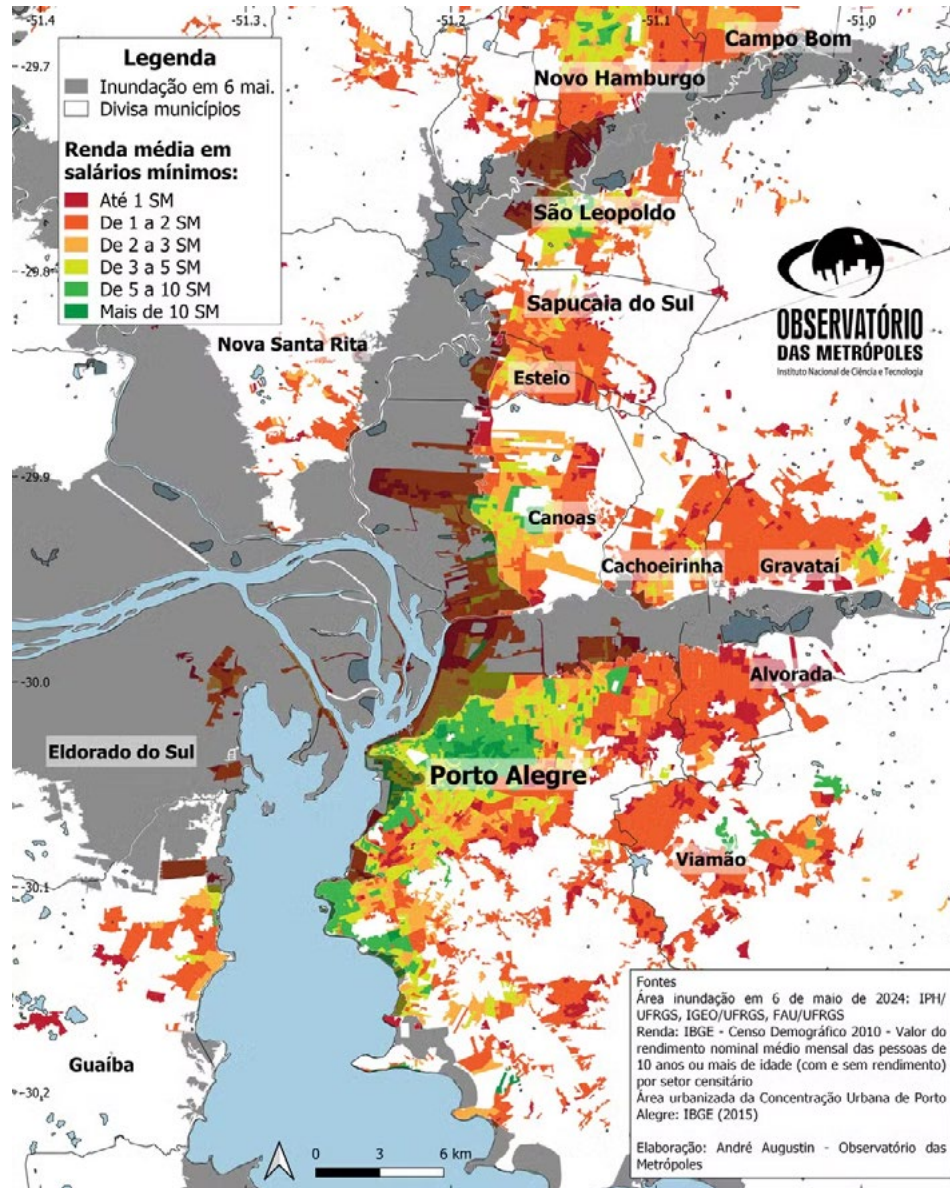 -51.4
-51.3
-51.2
-51.1
-51.0
Legenda
Inundação em 6 mai.
Divisa municípios
Renda média em
salários mínimos:
Até 1 SM
De 1 a 2 SM
De 2 a 3 SM
De 3 a 5 SM
De 5 a 10 SM
Mais de 10 SM
-29.7
-29.8
-29.9
-30.0
-30.1
-30.2
Campo Bom
Novo Hamburgo
São Leopoldo
Sapucaia do Sul
OBSERVATÓRIO
DAS METRÓPOLES
Instituto Nacional de Ciência e Tecnologia
Nova Santa Rita
Esteio
Canoas
Cachoeirinha
Gravataí
Alvorada
Eldorado do Sul
Porto Alegre
Viamão
Guaíba
0 3 6 km
Fontes
Área inundação em 6 de maio de 2024: IPH/
UFRGS, IGEO/UFRGS, FAU/UFRGS
Renda: IBGE - Censo Demográfico 2010 - Valor do
rendimento nominal médio mensal das pessoas de
10 anos ou mais de idade (com e sem rendimento)
por setor censitário
Área urbanizada da Concentração Urbana de Porto
Alegre: IBGE (2015)
Elaboração: André Augustin - Observatório das
Metrópoles